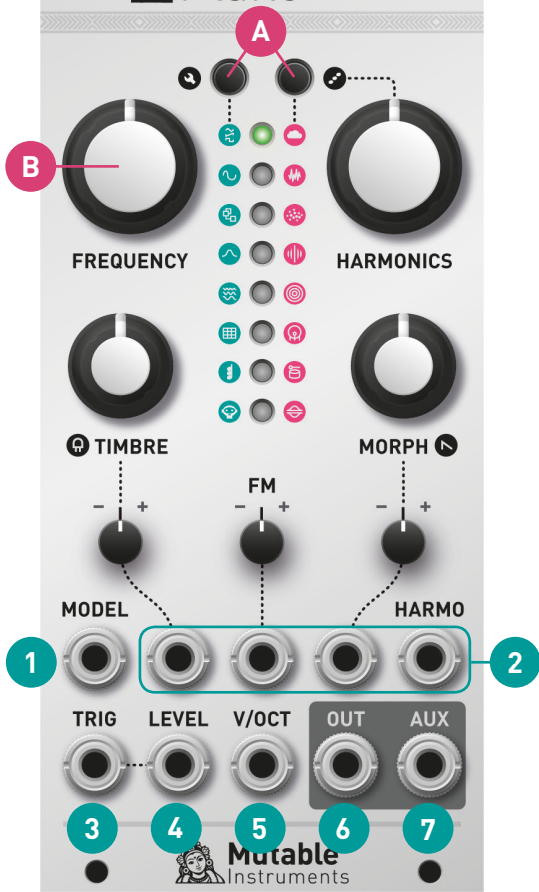 A
B
FREQUENCY HARMONICS
TIMBRE MORPH
FM
- + - + - +
MODEL HARMO
1 2
TRIG LEVEL V/OCT OUT AUX
3 4 5 6 7
Mutable
Instruments